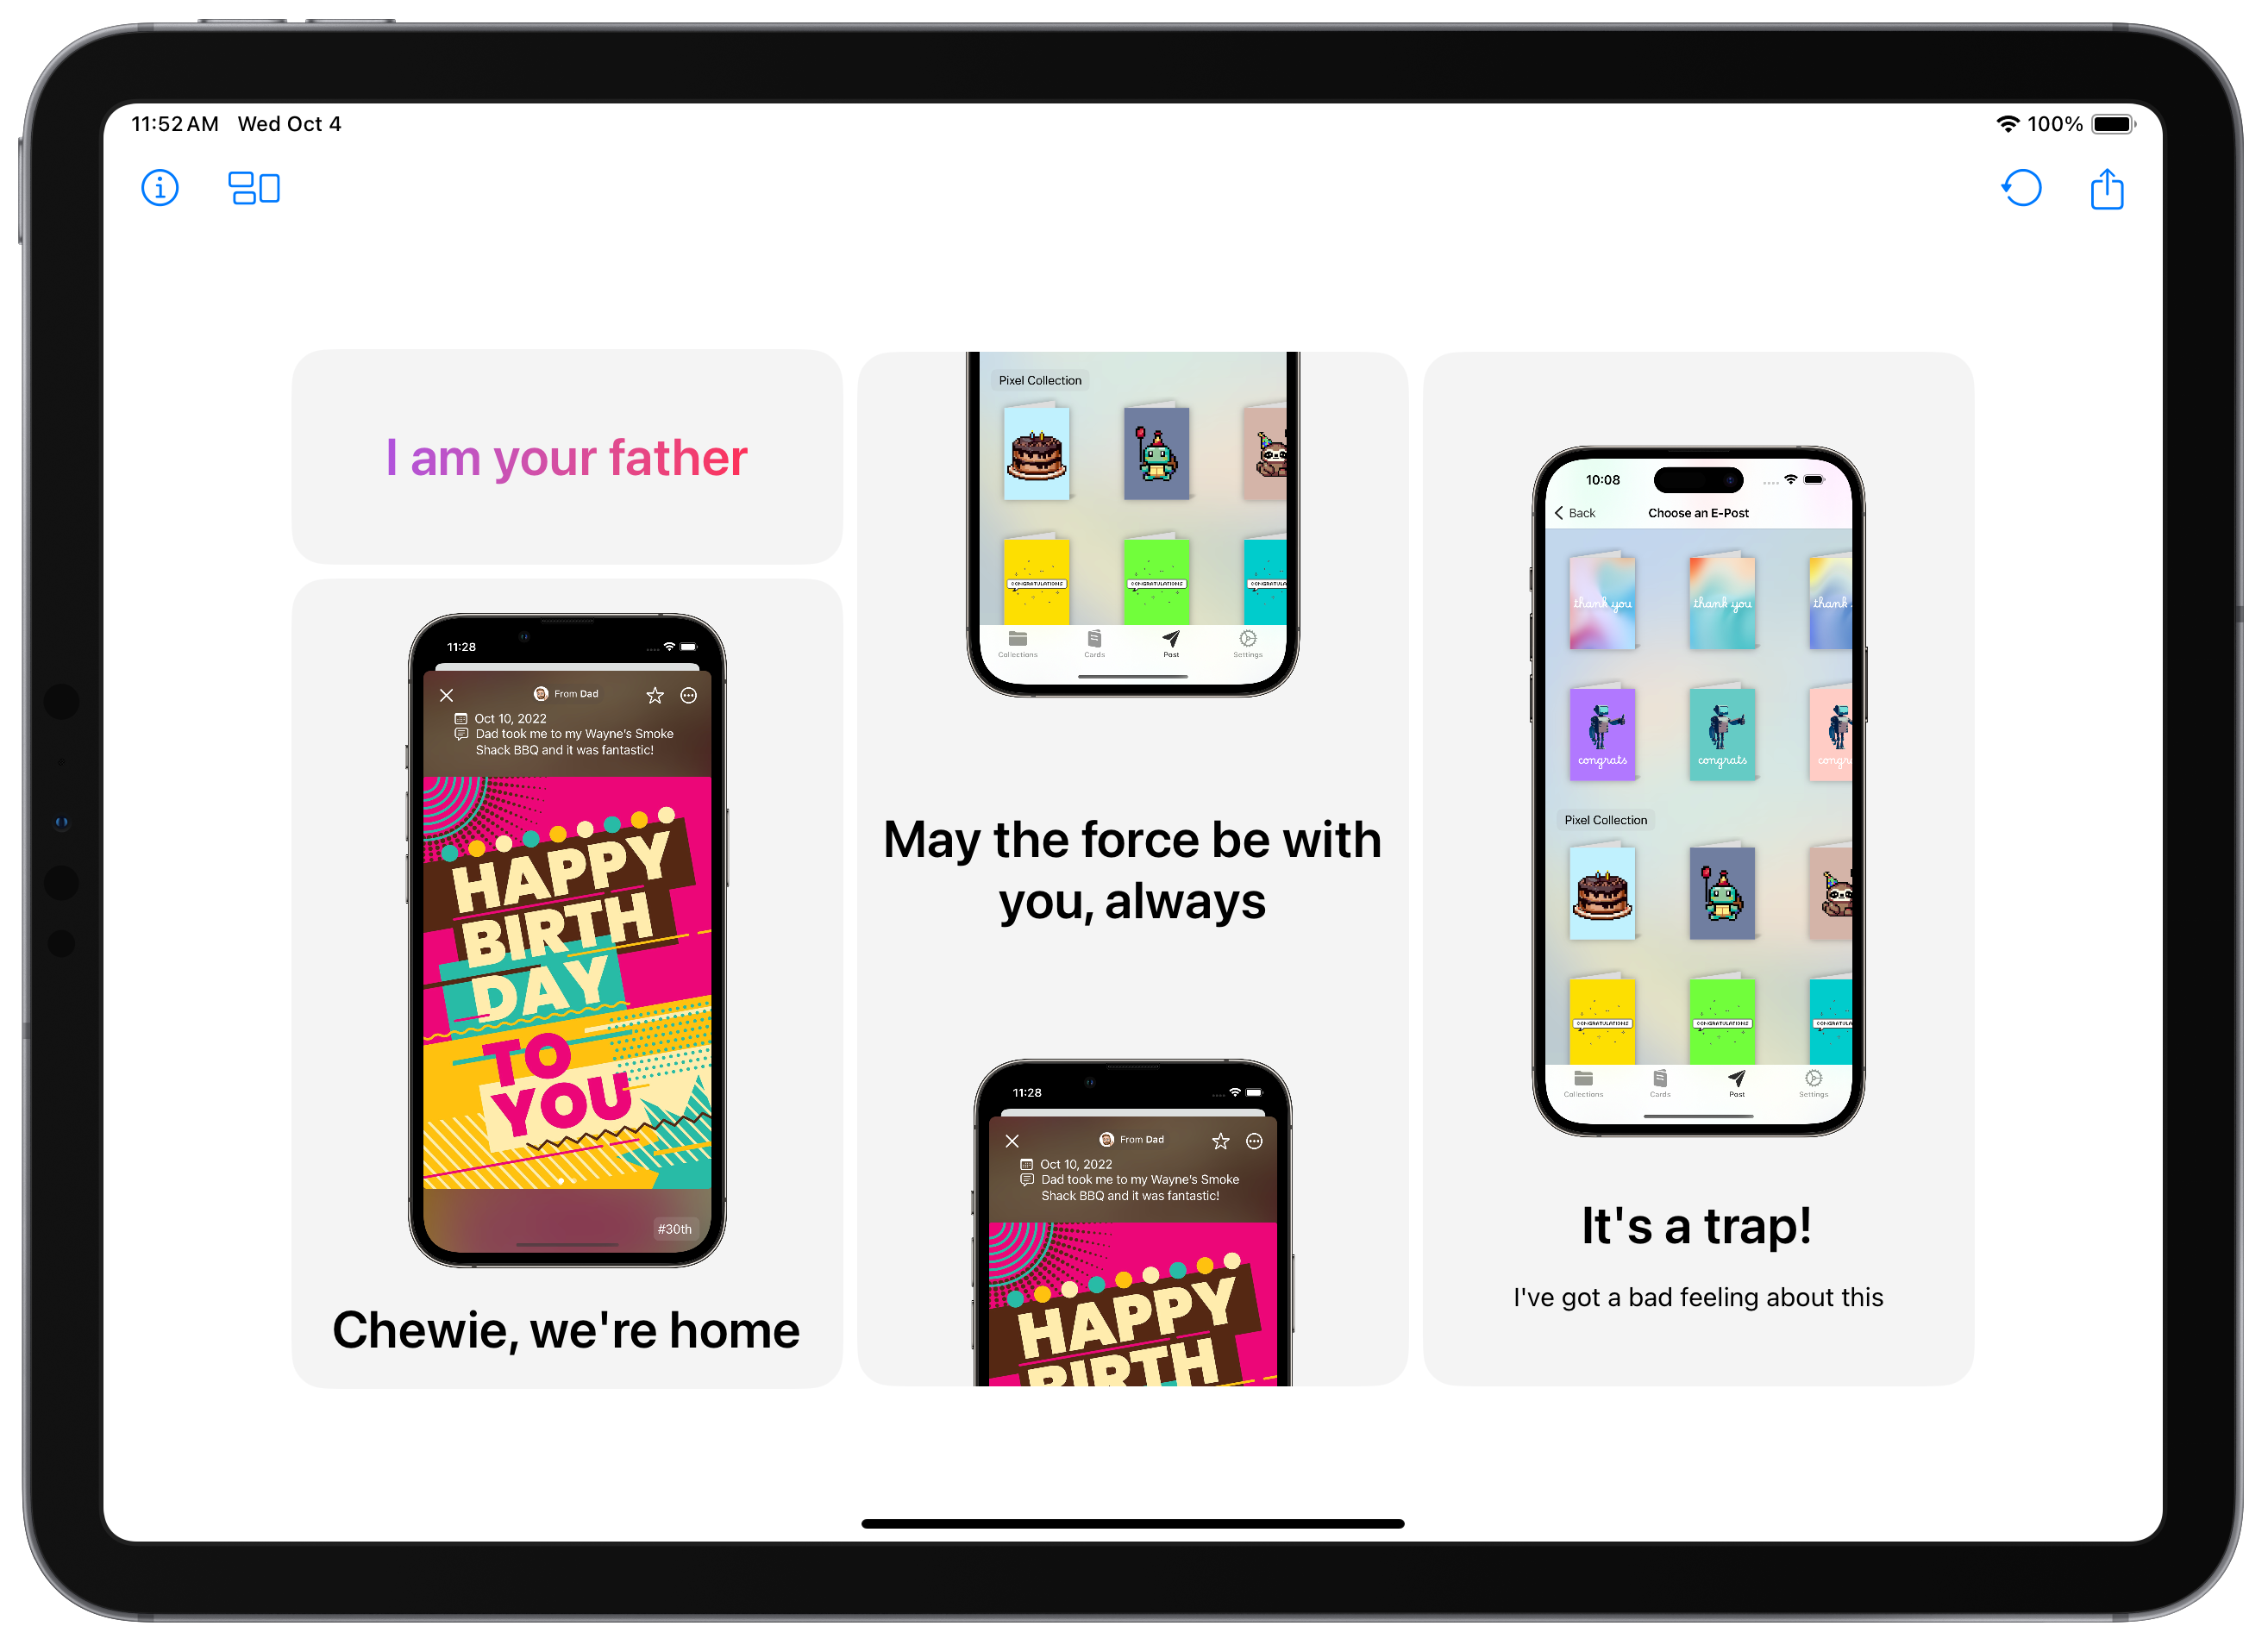 11:52 AM Wed Oct 4
100%
I am your father
11:28
From Dad
Oct 10, 2022
Dad took me to my Wayne's Smoke
Shack BBQ and it was fantastic!
HAPPY
BIRTH
DAY
TO
YOU
#30th
Chewie, we're home
Pixel Collection
CONGRATULATIONS
CONGRATULATIONS
CONGRATULA
Collections
Cards
Post
Settings
May the force be with
you, always
11:28
From Dad
Oct 10, 2022
Dad took me to my Wayne's Smoke
Shack BBQ and it was fantastic!
HAPPY
BIRTH
10:08
Back
Choose an E-Post
thank you
thank you
thank
congrats
congrats
congr
Pixel Collection
CONGRATULATIONS
CONGRATULATIONS
CONGRATULA
Collections
Cards
Post
Settings
It's a trap!
I've got a bad feeling about this